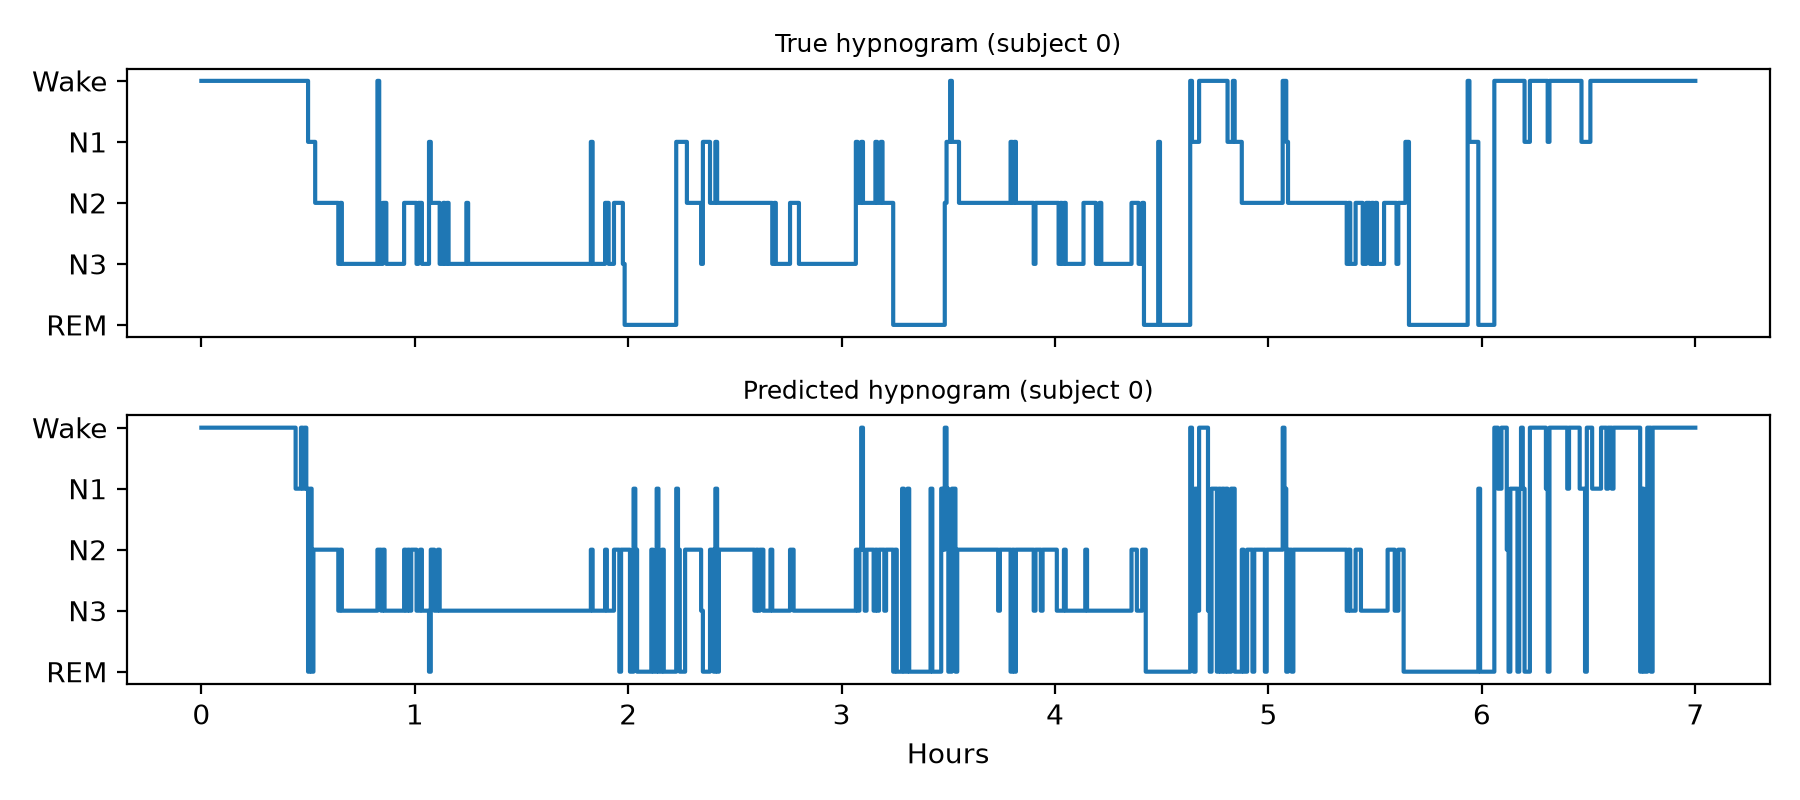 True hypnogram (subject 0)
Wake
N1
N2
N3
REM
Predicted hypnogram (subject 0)
Wake
N1
N2
N3
REM
0 1 2 3 4 5 6 7
Hours